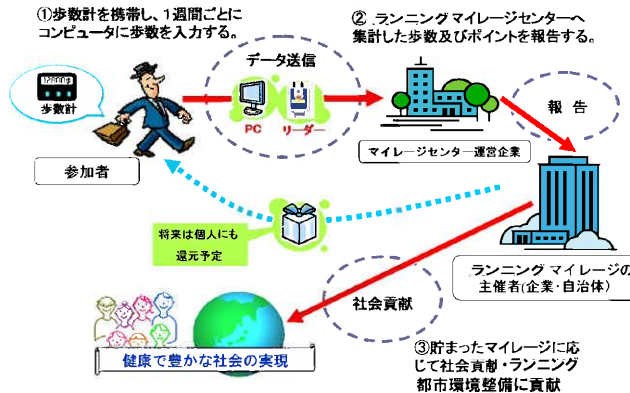 ①歩数計を携帯し、1週間ごとに
コンピュータに歩数を入力する。
② ランニングマイレージセンターへ
集計した歩数及びポイントを報告する。
データ送信
歩数計
PC
リーダー
報 告
参加者
マイレージセンター運営企業
将来は個人にも
還元予定
ランニング マイレージの
主催者(企業・自治体)
社会貢献
健康で豊かな社会の実現
③貯まったマイレージに応
じて社会貢献・ランニング
都市環境整備に貢献